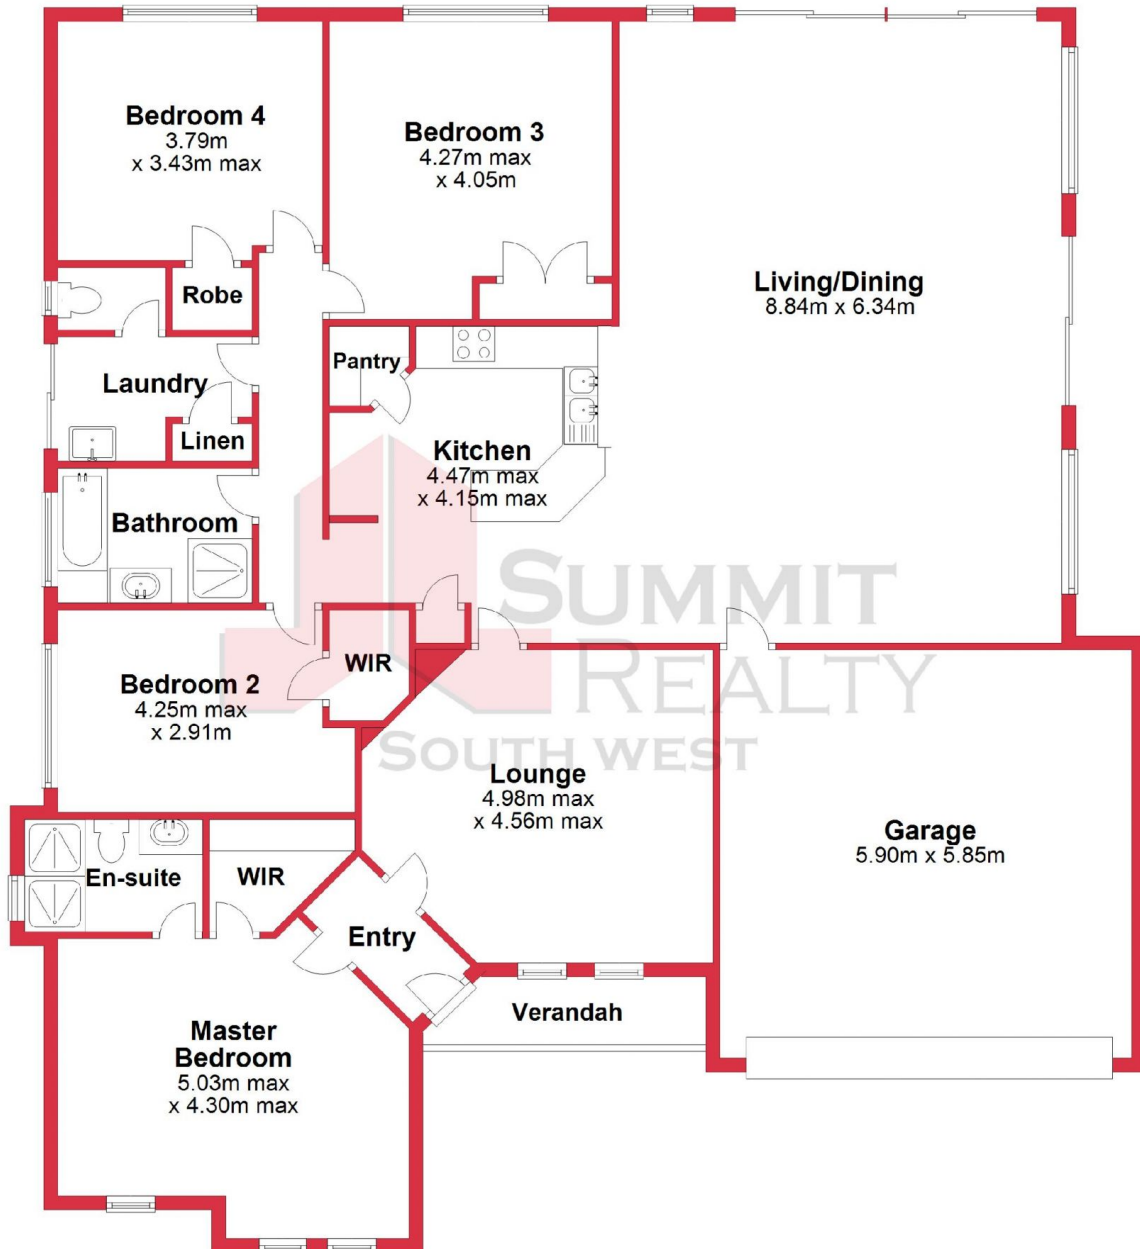 Bedroom 4
3.79m
x 3.43m max
Bedroom 3
4.27m max
x 4.05m
Living/Dining
8.84m x 6.34m
Robe
Pantry
Laundry
Linen
Kitchen
4.47m max
x 4.15m max
Bathroom
SUMMIT
REALTY
SOUTH WEST
WIR
Bedroom 2
4.25m max
x 2.91m
Lounge
4.98m max
x 4.56m max
Garage
5.90m x 5.85m
En-suite
WIR
Entry
Verandah
Master
Bedroom
5.03m max
x 4.30m max